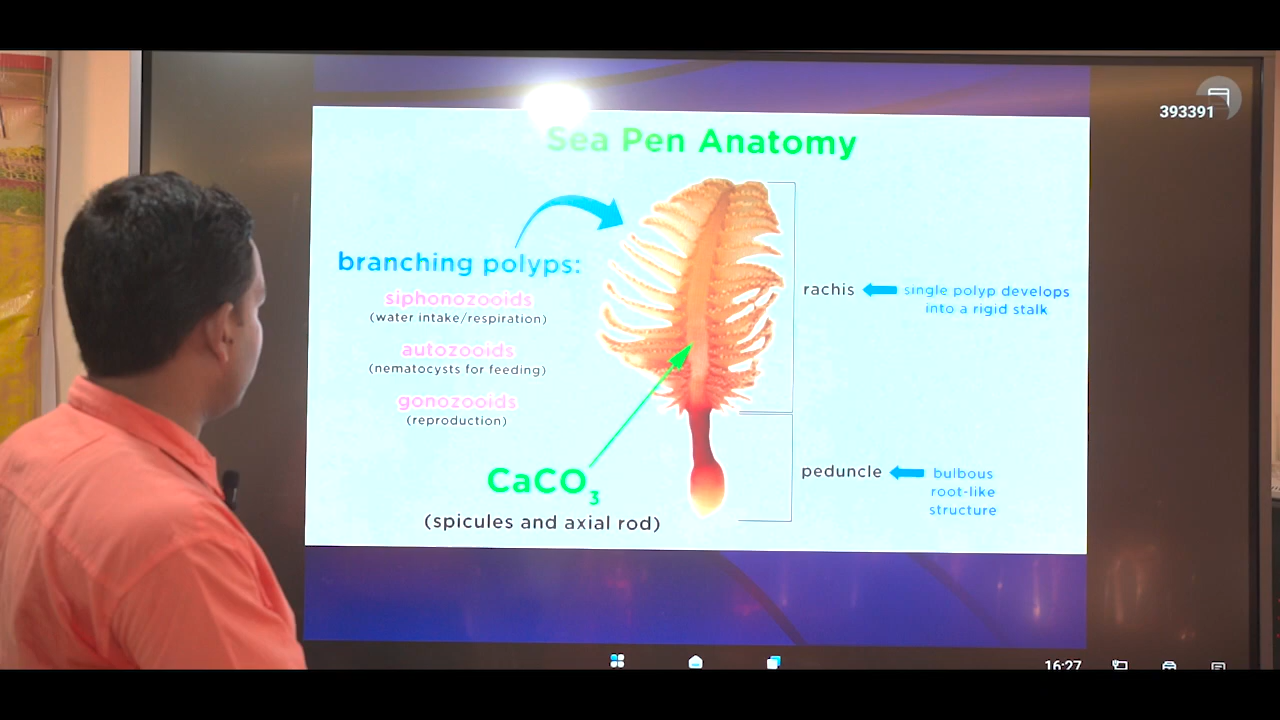 393391
Sea Pen Anatomy
branching polyps:
siphonozooids
(water intake/respiration)
autozooids
(nematocysts for feeding)
gonozooids
(reproduction)
CaCO₃
(spicules and axial rod)
rachis
single polyp develops
into a rigid stalk
peduncle
bulbous
root-like
structure
16:27